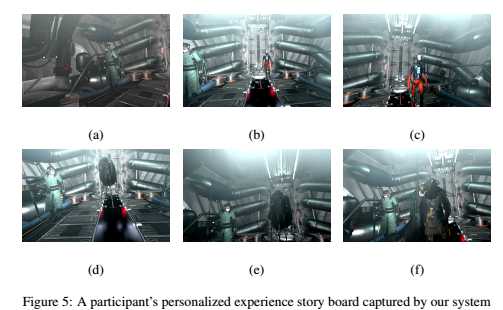 (a) (b) (c)
(d) (e) (f)
Figure 5: A participant's personalized experience story board captured by our system